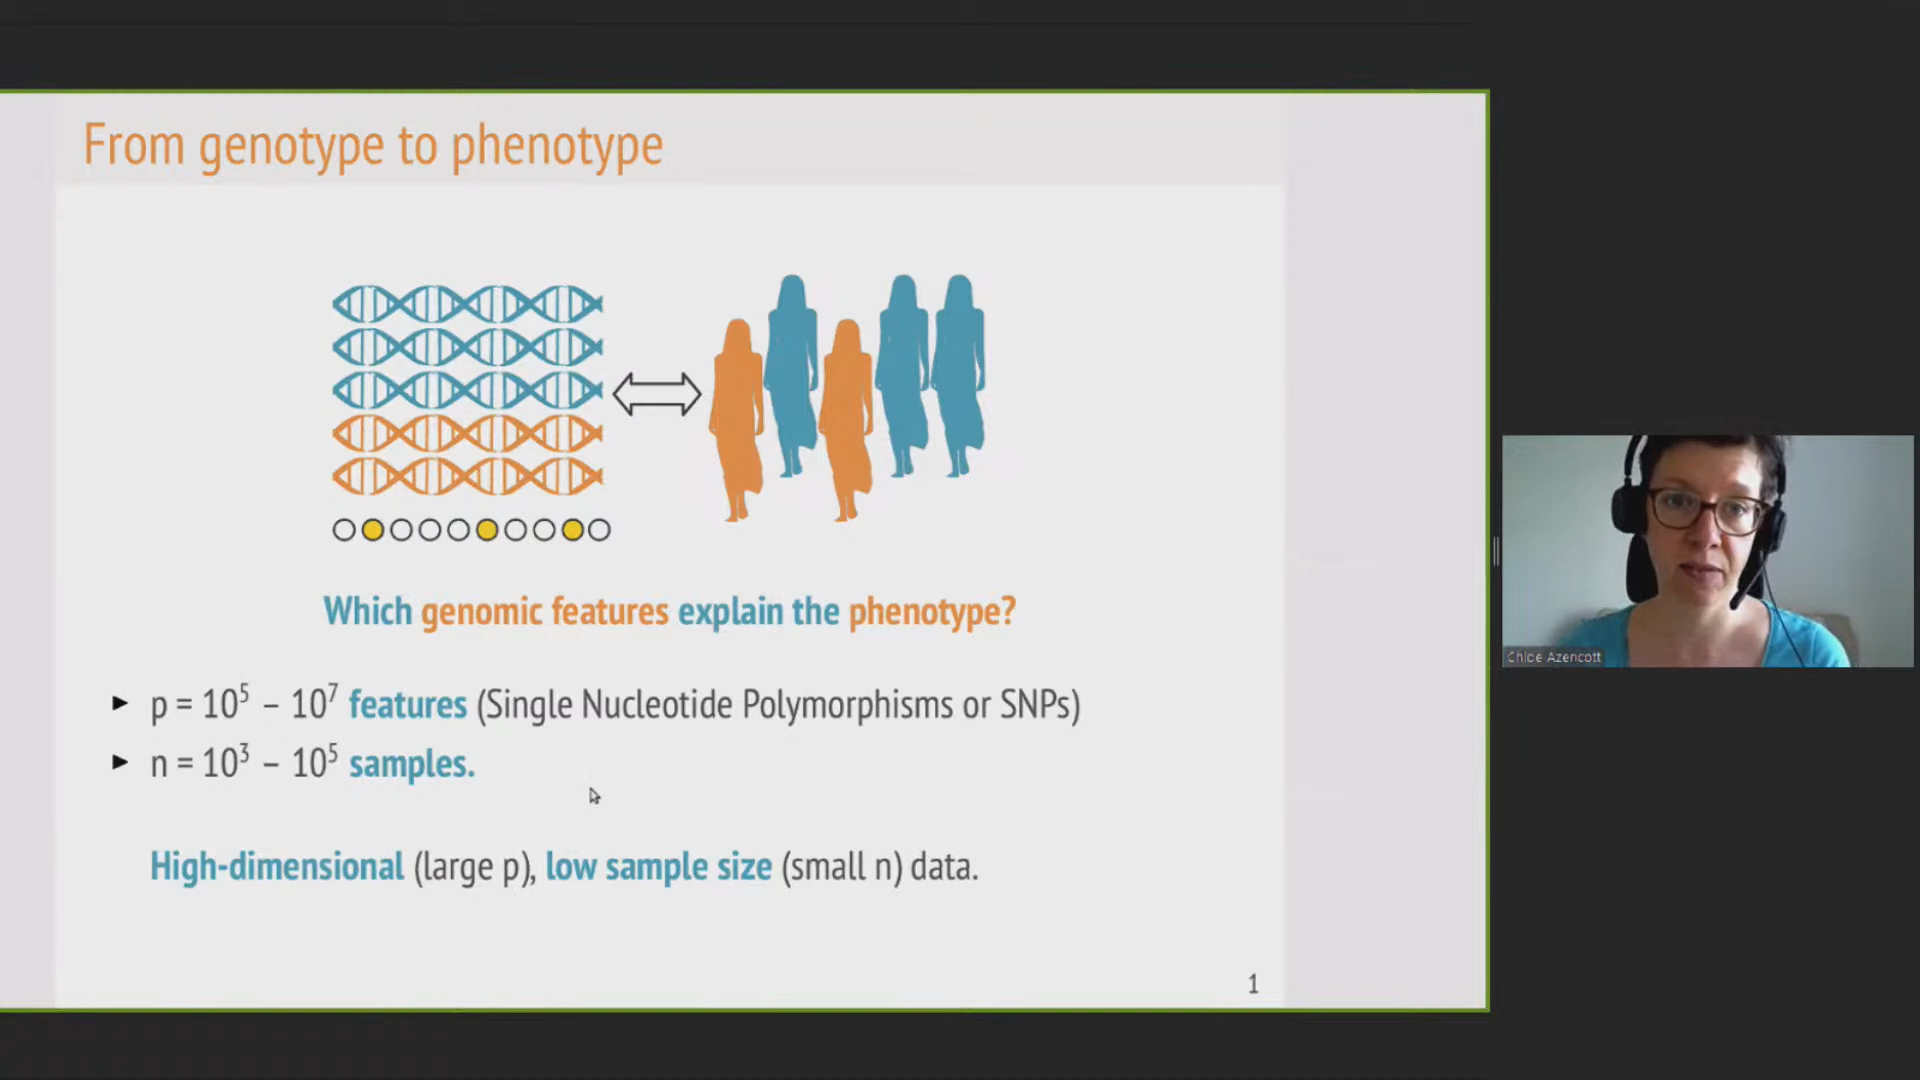 From genotype to phenotype
Which genomic features explain the phenotype?
► p = 10⁵ – 10⁷ features (Single Nucleotide Polymorphisms or SNPs)
► n = 10³ – 10⁵ samples.
High-dimensional (large p), low sample size (small n) data.
1
Chloe Azencott